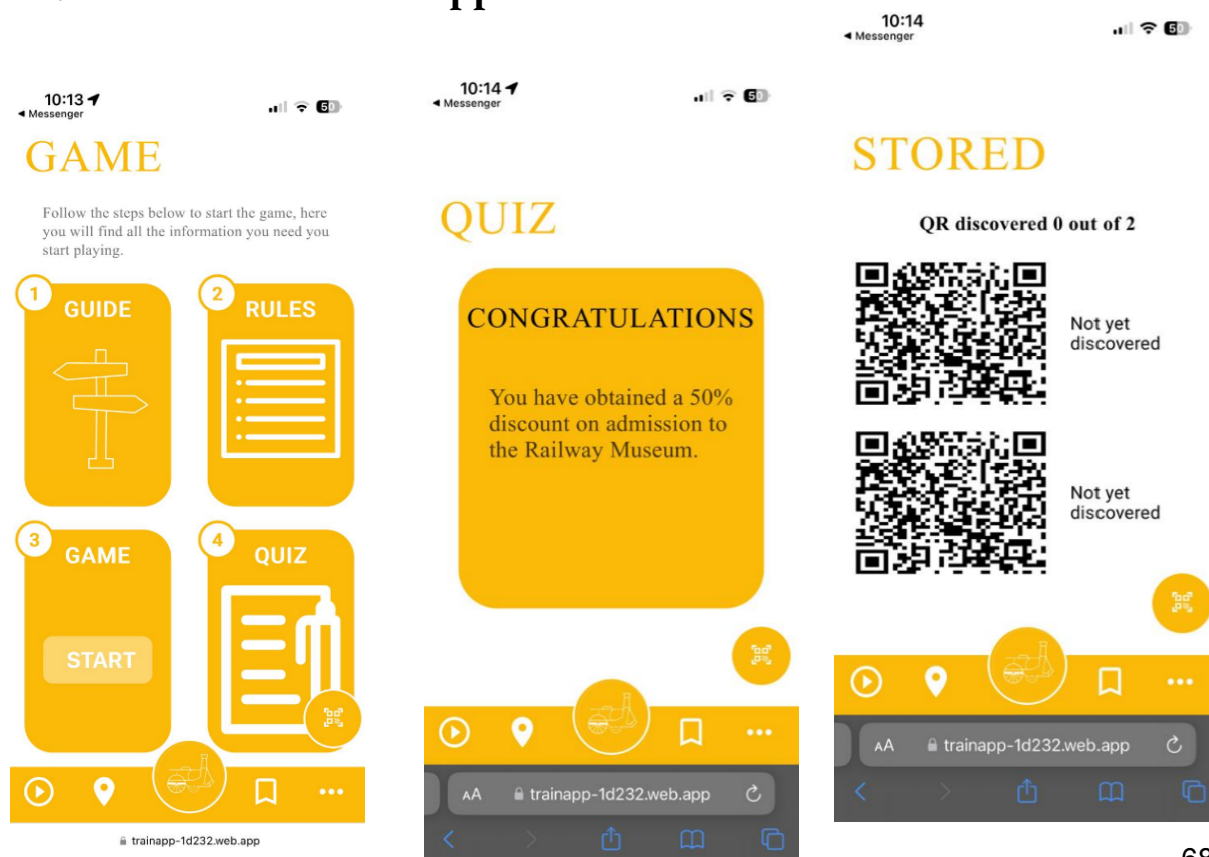 pp
10:13
◄ Messenger
50
GAME
Follow the steps below to start the game, here
you will find all the information you need you
start playing.
1
GUIDE
2
RULES
3
GAME
START
4
QUIZ
trainapp-1d232.web.app
10:14
◄ Messenger
50
QUIZ
CONGRATULATIONS
You have obtained a 50%
discount on admission to
the Railway Museum.
AA trainapp-1d232.web.app
10:14
◄ Messenger
50
STORED
QR discovered 0 out of 2
Not yet
discovered
Not yet
discovered
AA trainapp-1d232.web.app